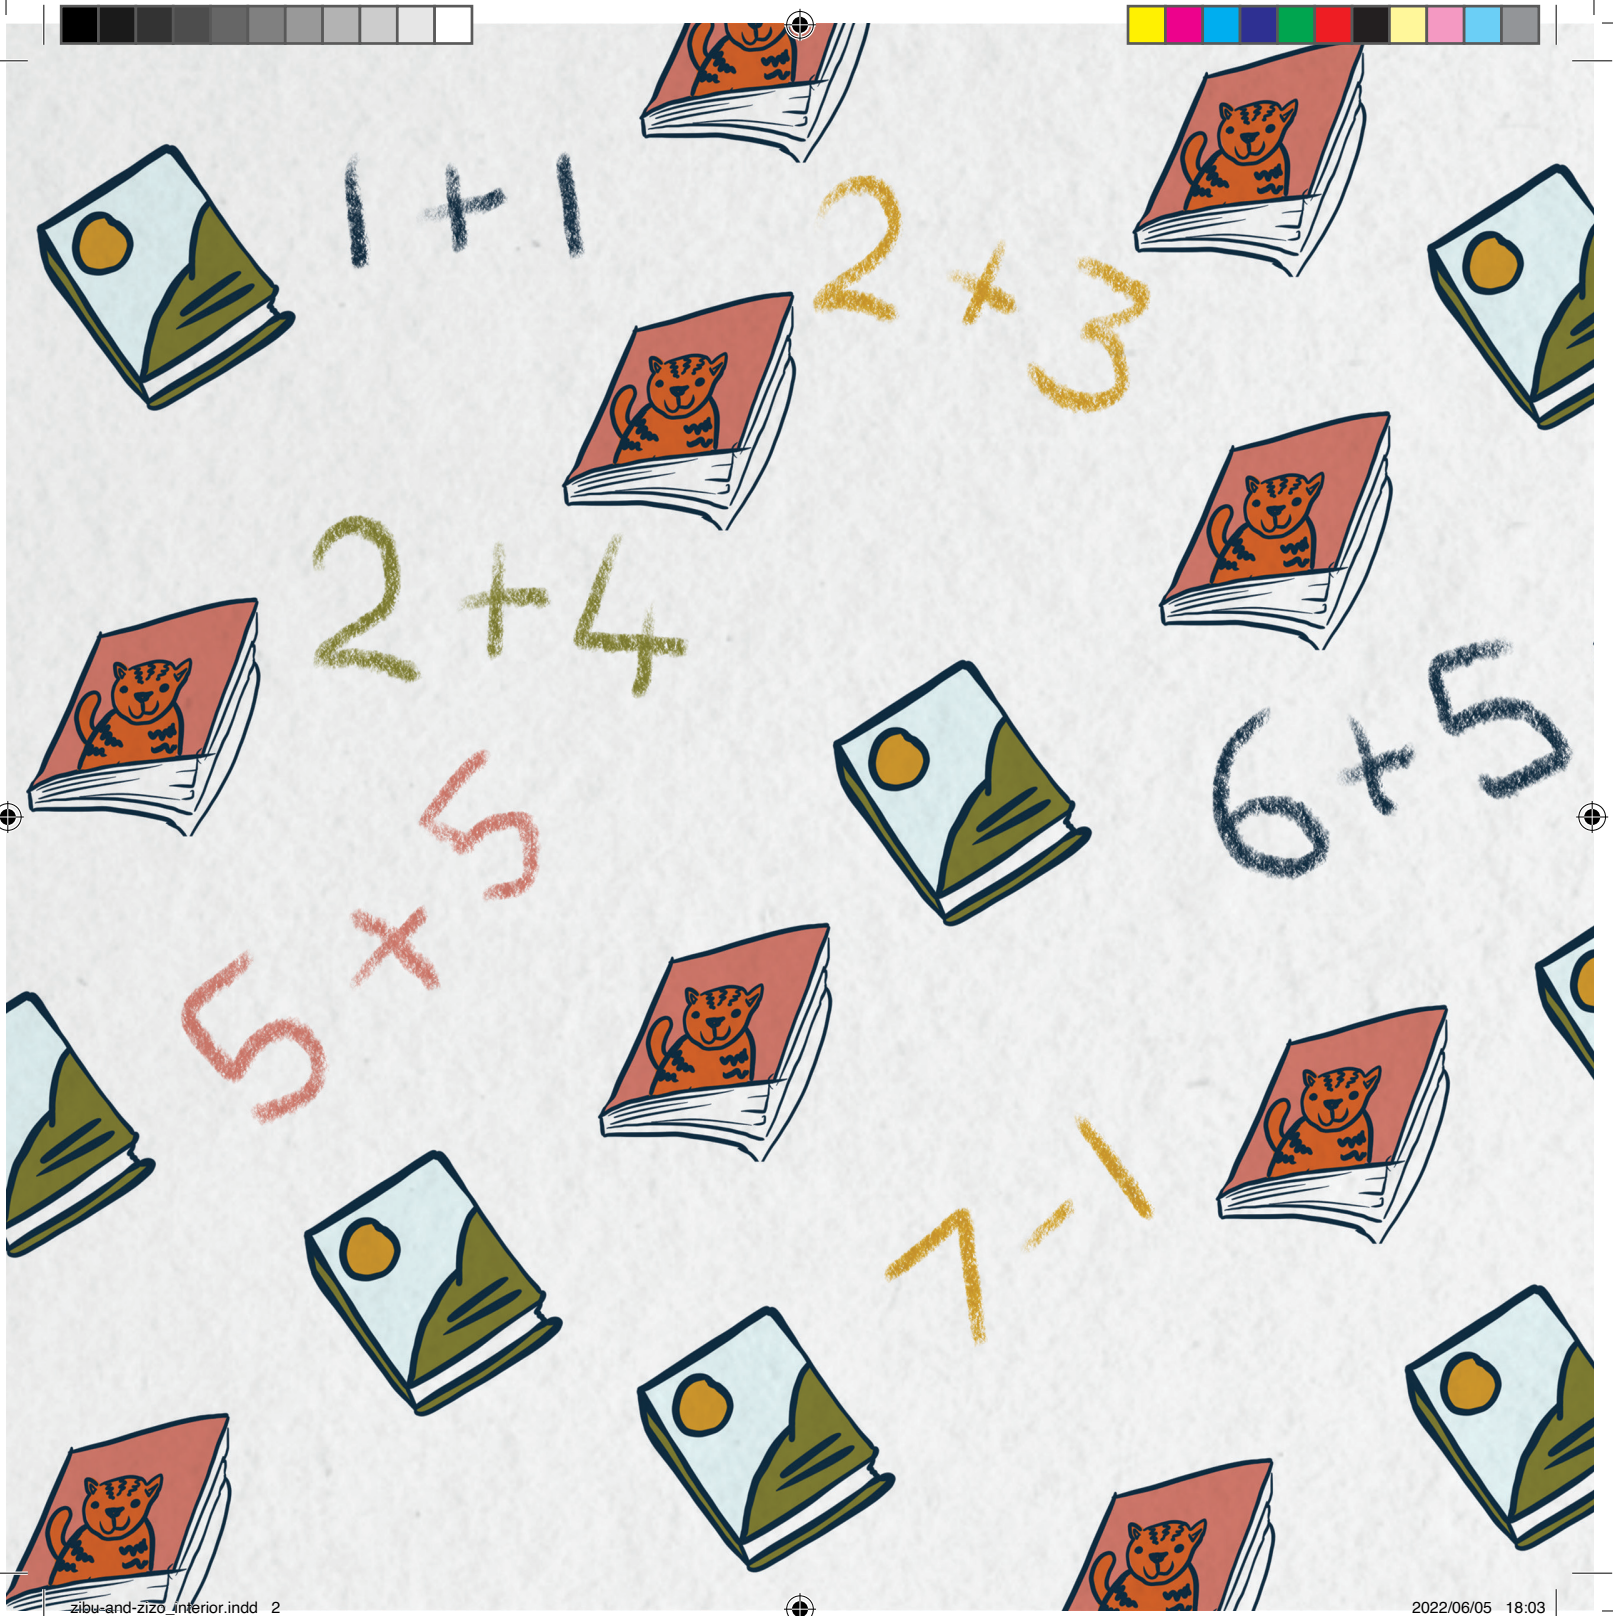 1 + 1
2 + 3
2 + 4
6 + 5
5 × 5
7 - 1
zibu-and-zizo_interior.indd 2
2022/06/05 18:03